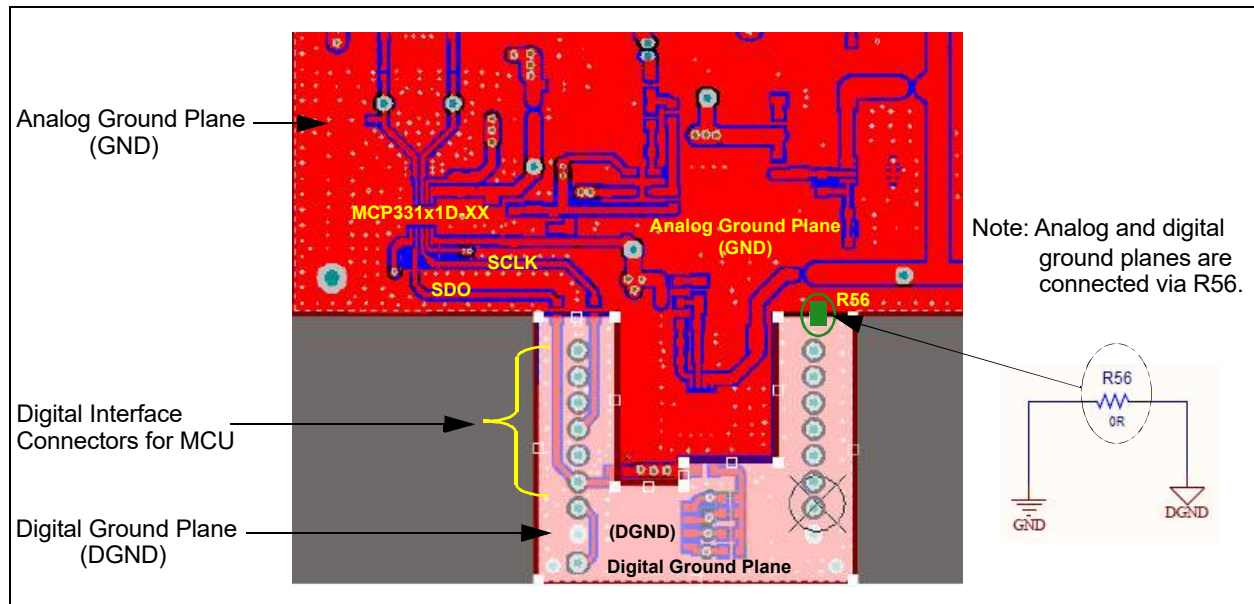 Analog Ground Plane
(GND)
MCP331x1D-XX
Analog Ground Plane
(GND)
SCLK
SDO
R56
Note: Analog and digital
ground planes are
connected via R56.
R56
0R
GND
DGND
Digital Interface
Connectors for MCU
Digital Ground Plane
(DGND)
(DGND)
Digital Ground Plane